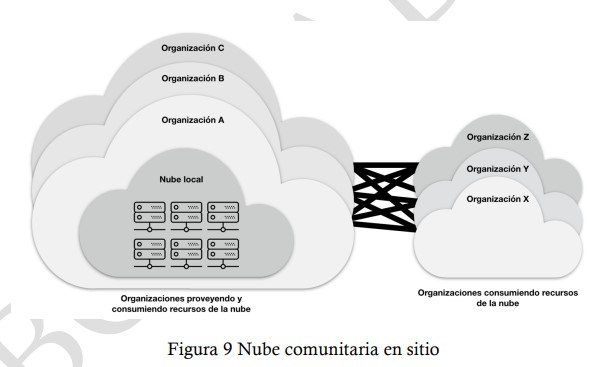 Organización C
Organización B
Organización A
Nube local
Organizaciones proveyendo y
consumiendo recursos de la nube
Organización Z
Organización Y
Organización X
Organizaciones consumiendo recursos
de la nube
Figura 9 Nube comunitaria en sitio